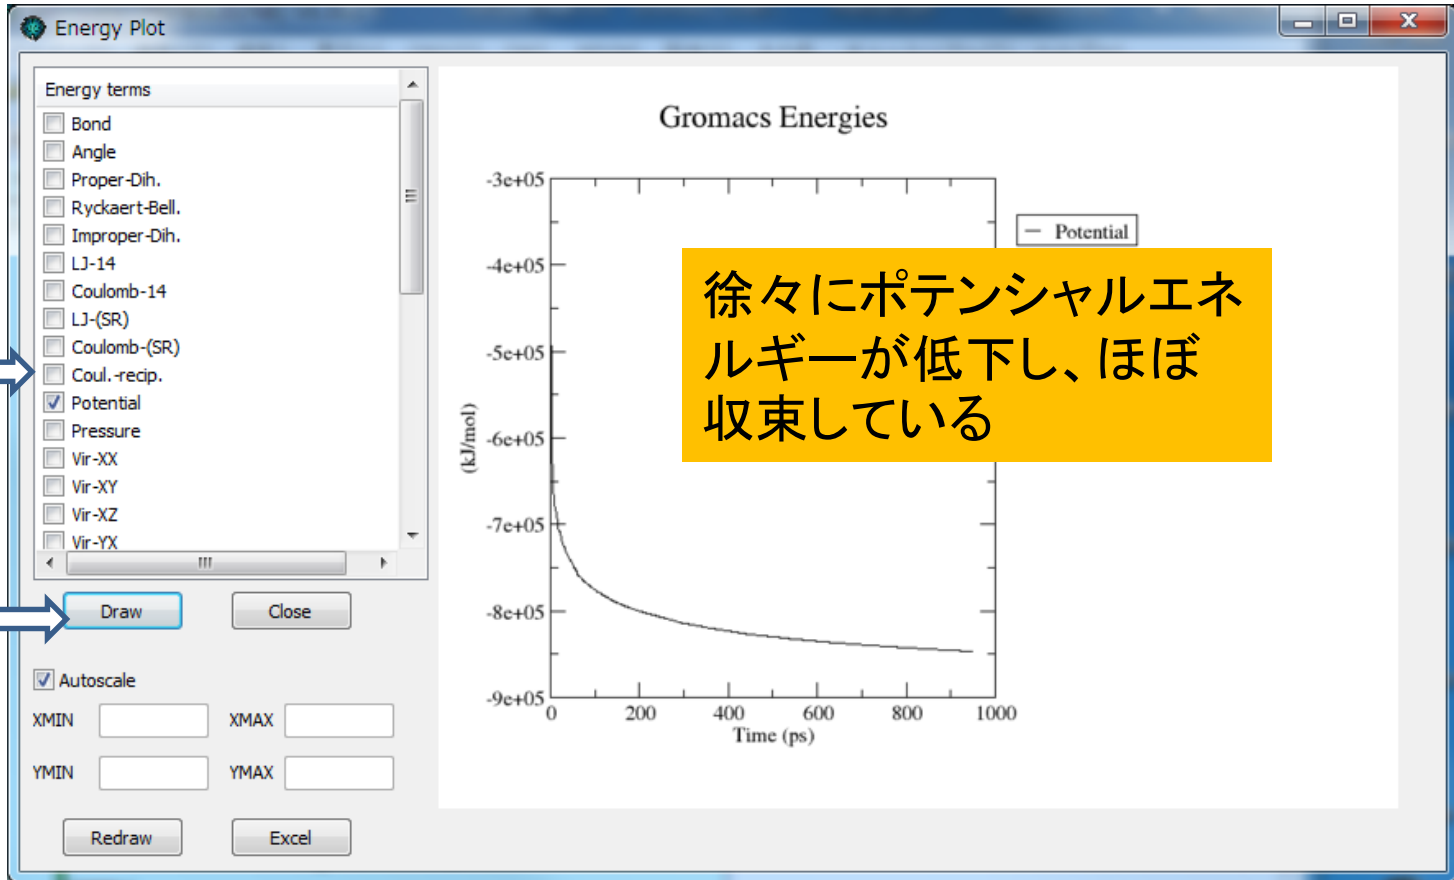 Energy Plot
Energy terms
Bond
Angle
Proper-Dih.
Ryckaert-Bell.
Improper-Dih.
LJ-14
Coulomb-14
LJ-(SR)
Coulomb-(SR)
Coul.-recip.
Potential
Pressure
Vir-XX
Vir-XY
Vir-XZ
Vir-YX
Draw Close
Autoscale
XMIN XMAX
YMIN YMAX
Redraw Excel
Gromacs Energies
-3e+05
-4e+05
-5e+05
-6e+05
-7e+05
-8e+05
-9e+05
(kJ/mol)
0 200 400 600 800 1000
Time (ps)
Potential
徐々にポテンシャルエネ
ルギーが低下し、ほぼ
収束している